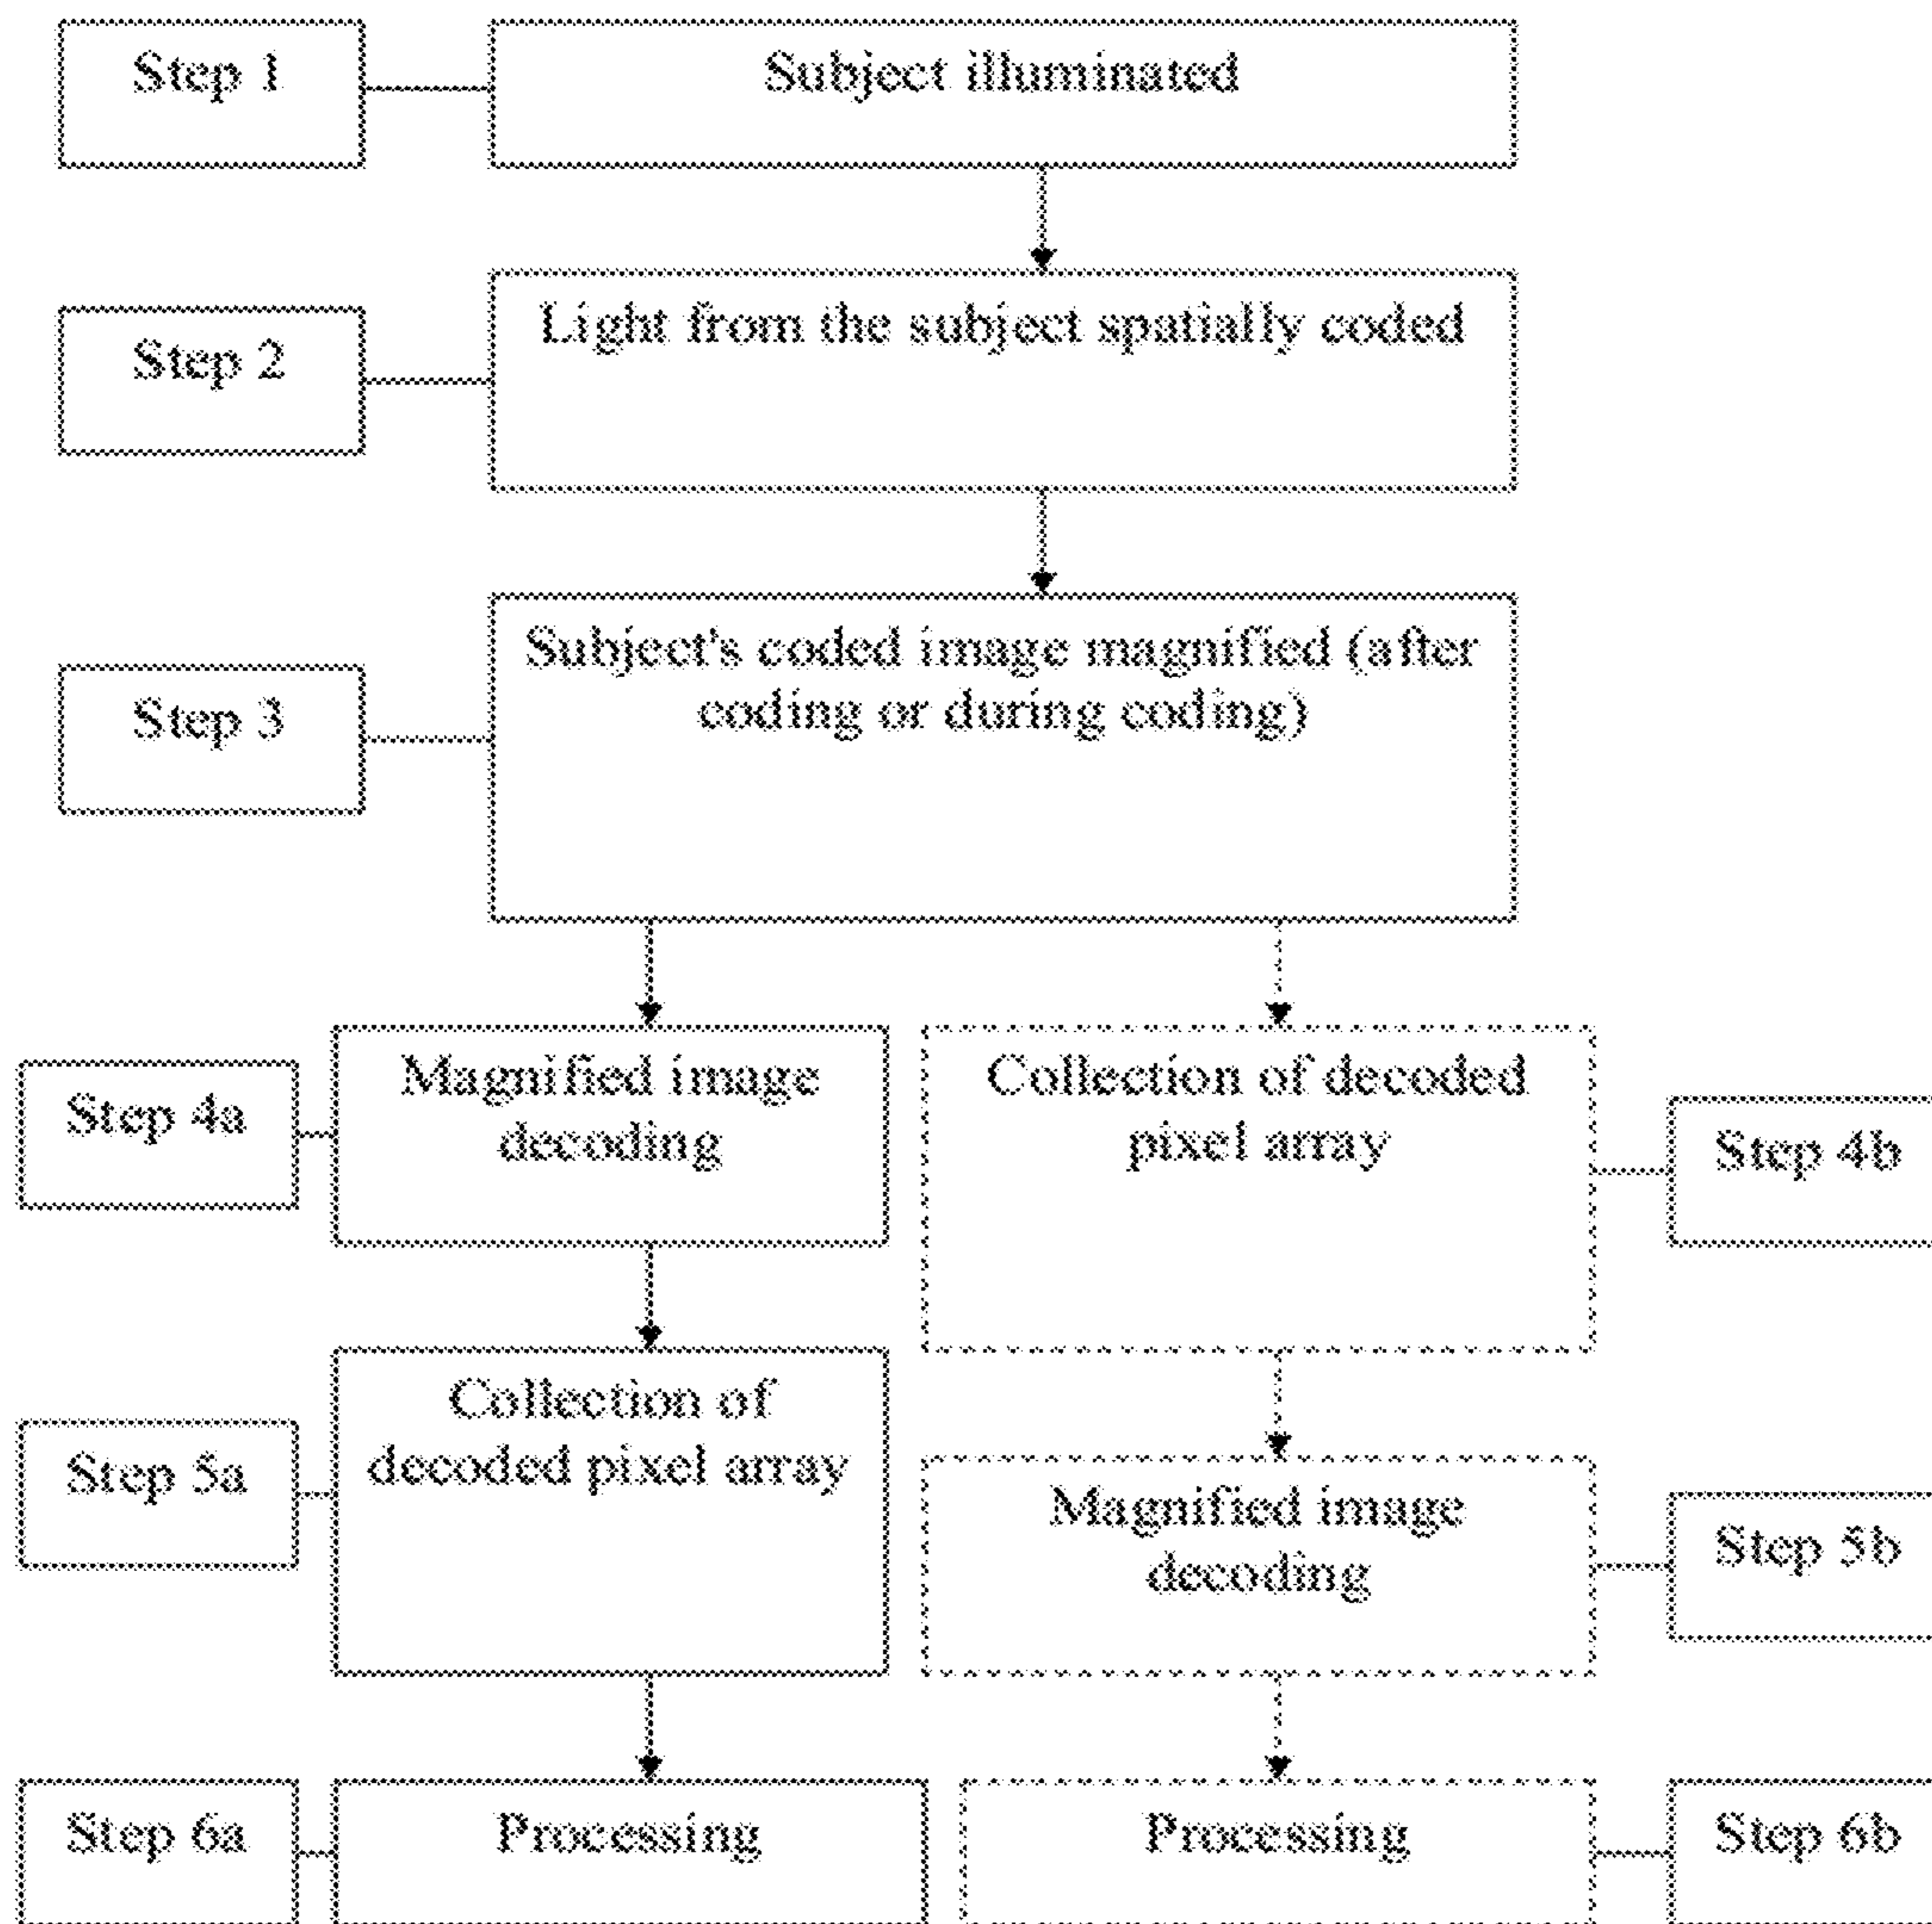 Step 1
Subject illuminated
Step 2
Light from the subject spatially coded
Step 3
Subject's coded image magnified (after
coding or during coding)
Step 4a
Magnified image
decoding
Collection of decoded
pixel array
Step 4b
Step 5a
Collection of
decoded pixel array
Magnified image
decoding
Step 5b
Step 6a
Processing
Processing
Step 6b